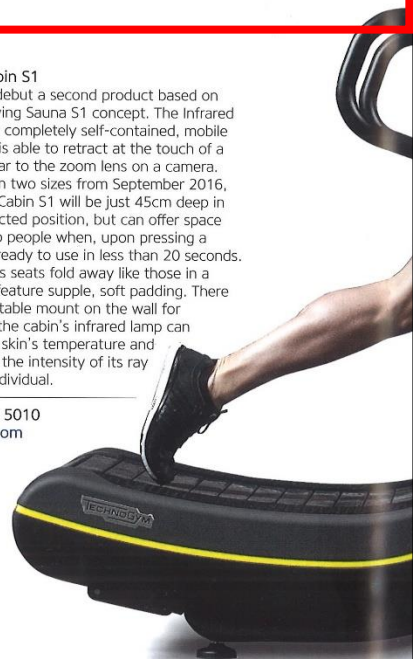 bin S1
debut a second product based on
ving Sauna S1 concept. The Infrared
completely self-contained, mobile
is able to retract at the touch of a
ar to the zoom lens on a camera.
n two sizes from September 2016,
Cabin S1 will be just 45cm deep in
cted position, but can offer space
o people when, upon pressing a
ready to use in less than 20 seconds.
s seats fold away like those in a
feature supple, soft padding. There
table mount on the wall for
the cabin's infrared lamp can
skin's temperature and
the intensity of its ray
dividual.
5010
om
TECHNOGYM